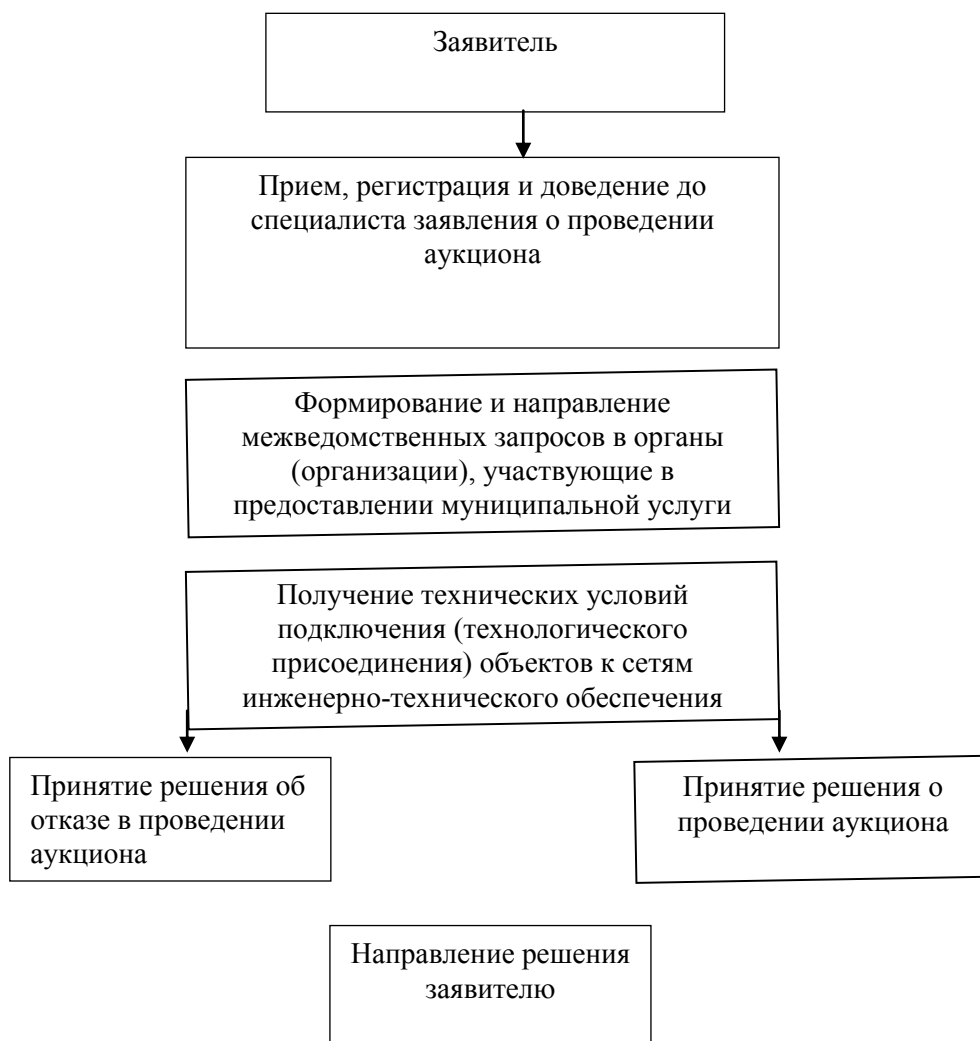 Заявитель
Прием, регистрация и доведение до
специалиста заявления о проведении
аукциона
Формирование и направление
межведомственных запросов в органы
(организации), участвующие в
предоставлении муниципальной услуги
Получение технических условий
подключения (технологического
присоединения) объектов к сетям
инженерно-технического обеспечения
Принятие решения об
отказе в проведении
аукциона
Принятие решения о
проведении аукциона
Направление решения
заявителю